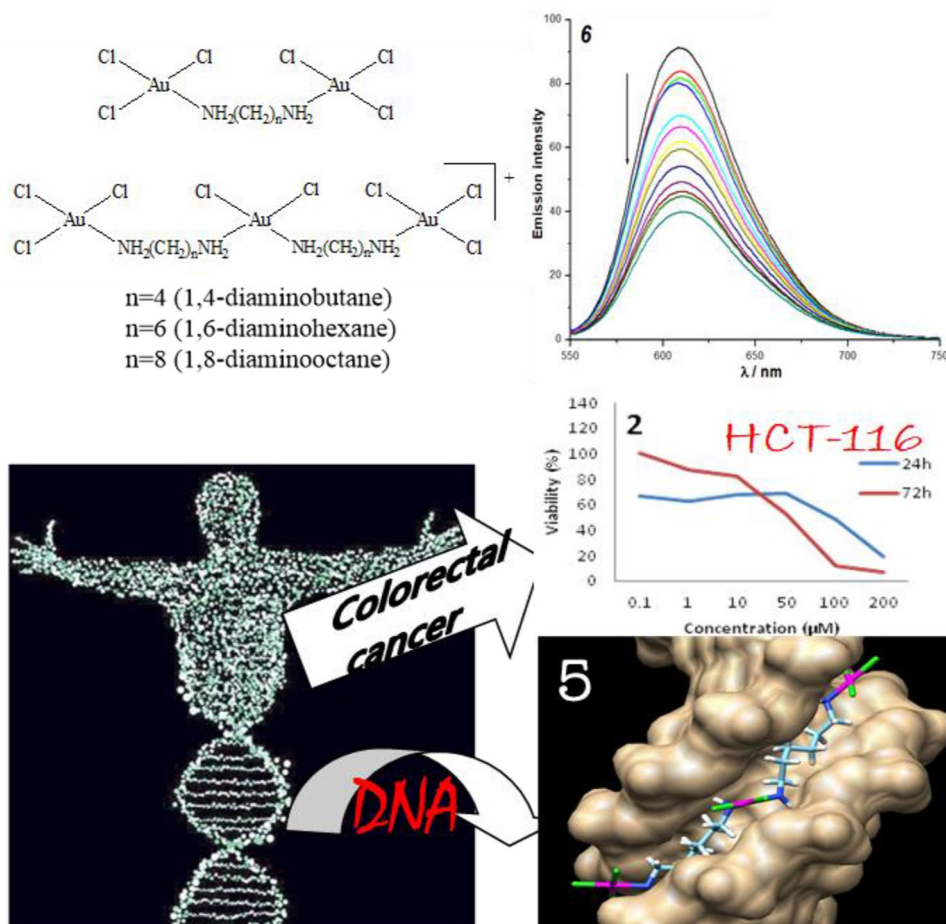 Cl
Cl
Cl
Cl
Au
Au
Cl
Cl
NH2(CH2)nNH2
+
Cl
Cl
Cl
Cl
Cl
Cl
Au
Au
Au
Cl
Cl
NH2(CH2)nNH2
NH2(CH2)nNH2
n=4 (1,4-diaminobutane)
n=6 (1,6-diaminohexane)
n=8 (1,8-diaminooctane)
6
100
80
60
40
20
0
Emission intensity
550
600
650
700
750
λ / nm
2
HCT-116
24h
72h
140
120
100
80
60
40
20
0
Viability (%)
0.1
1
10
50
100
200
Concentration (µM)
Colorectal
cancer
DNA
5